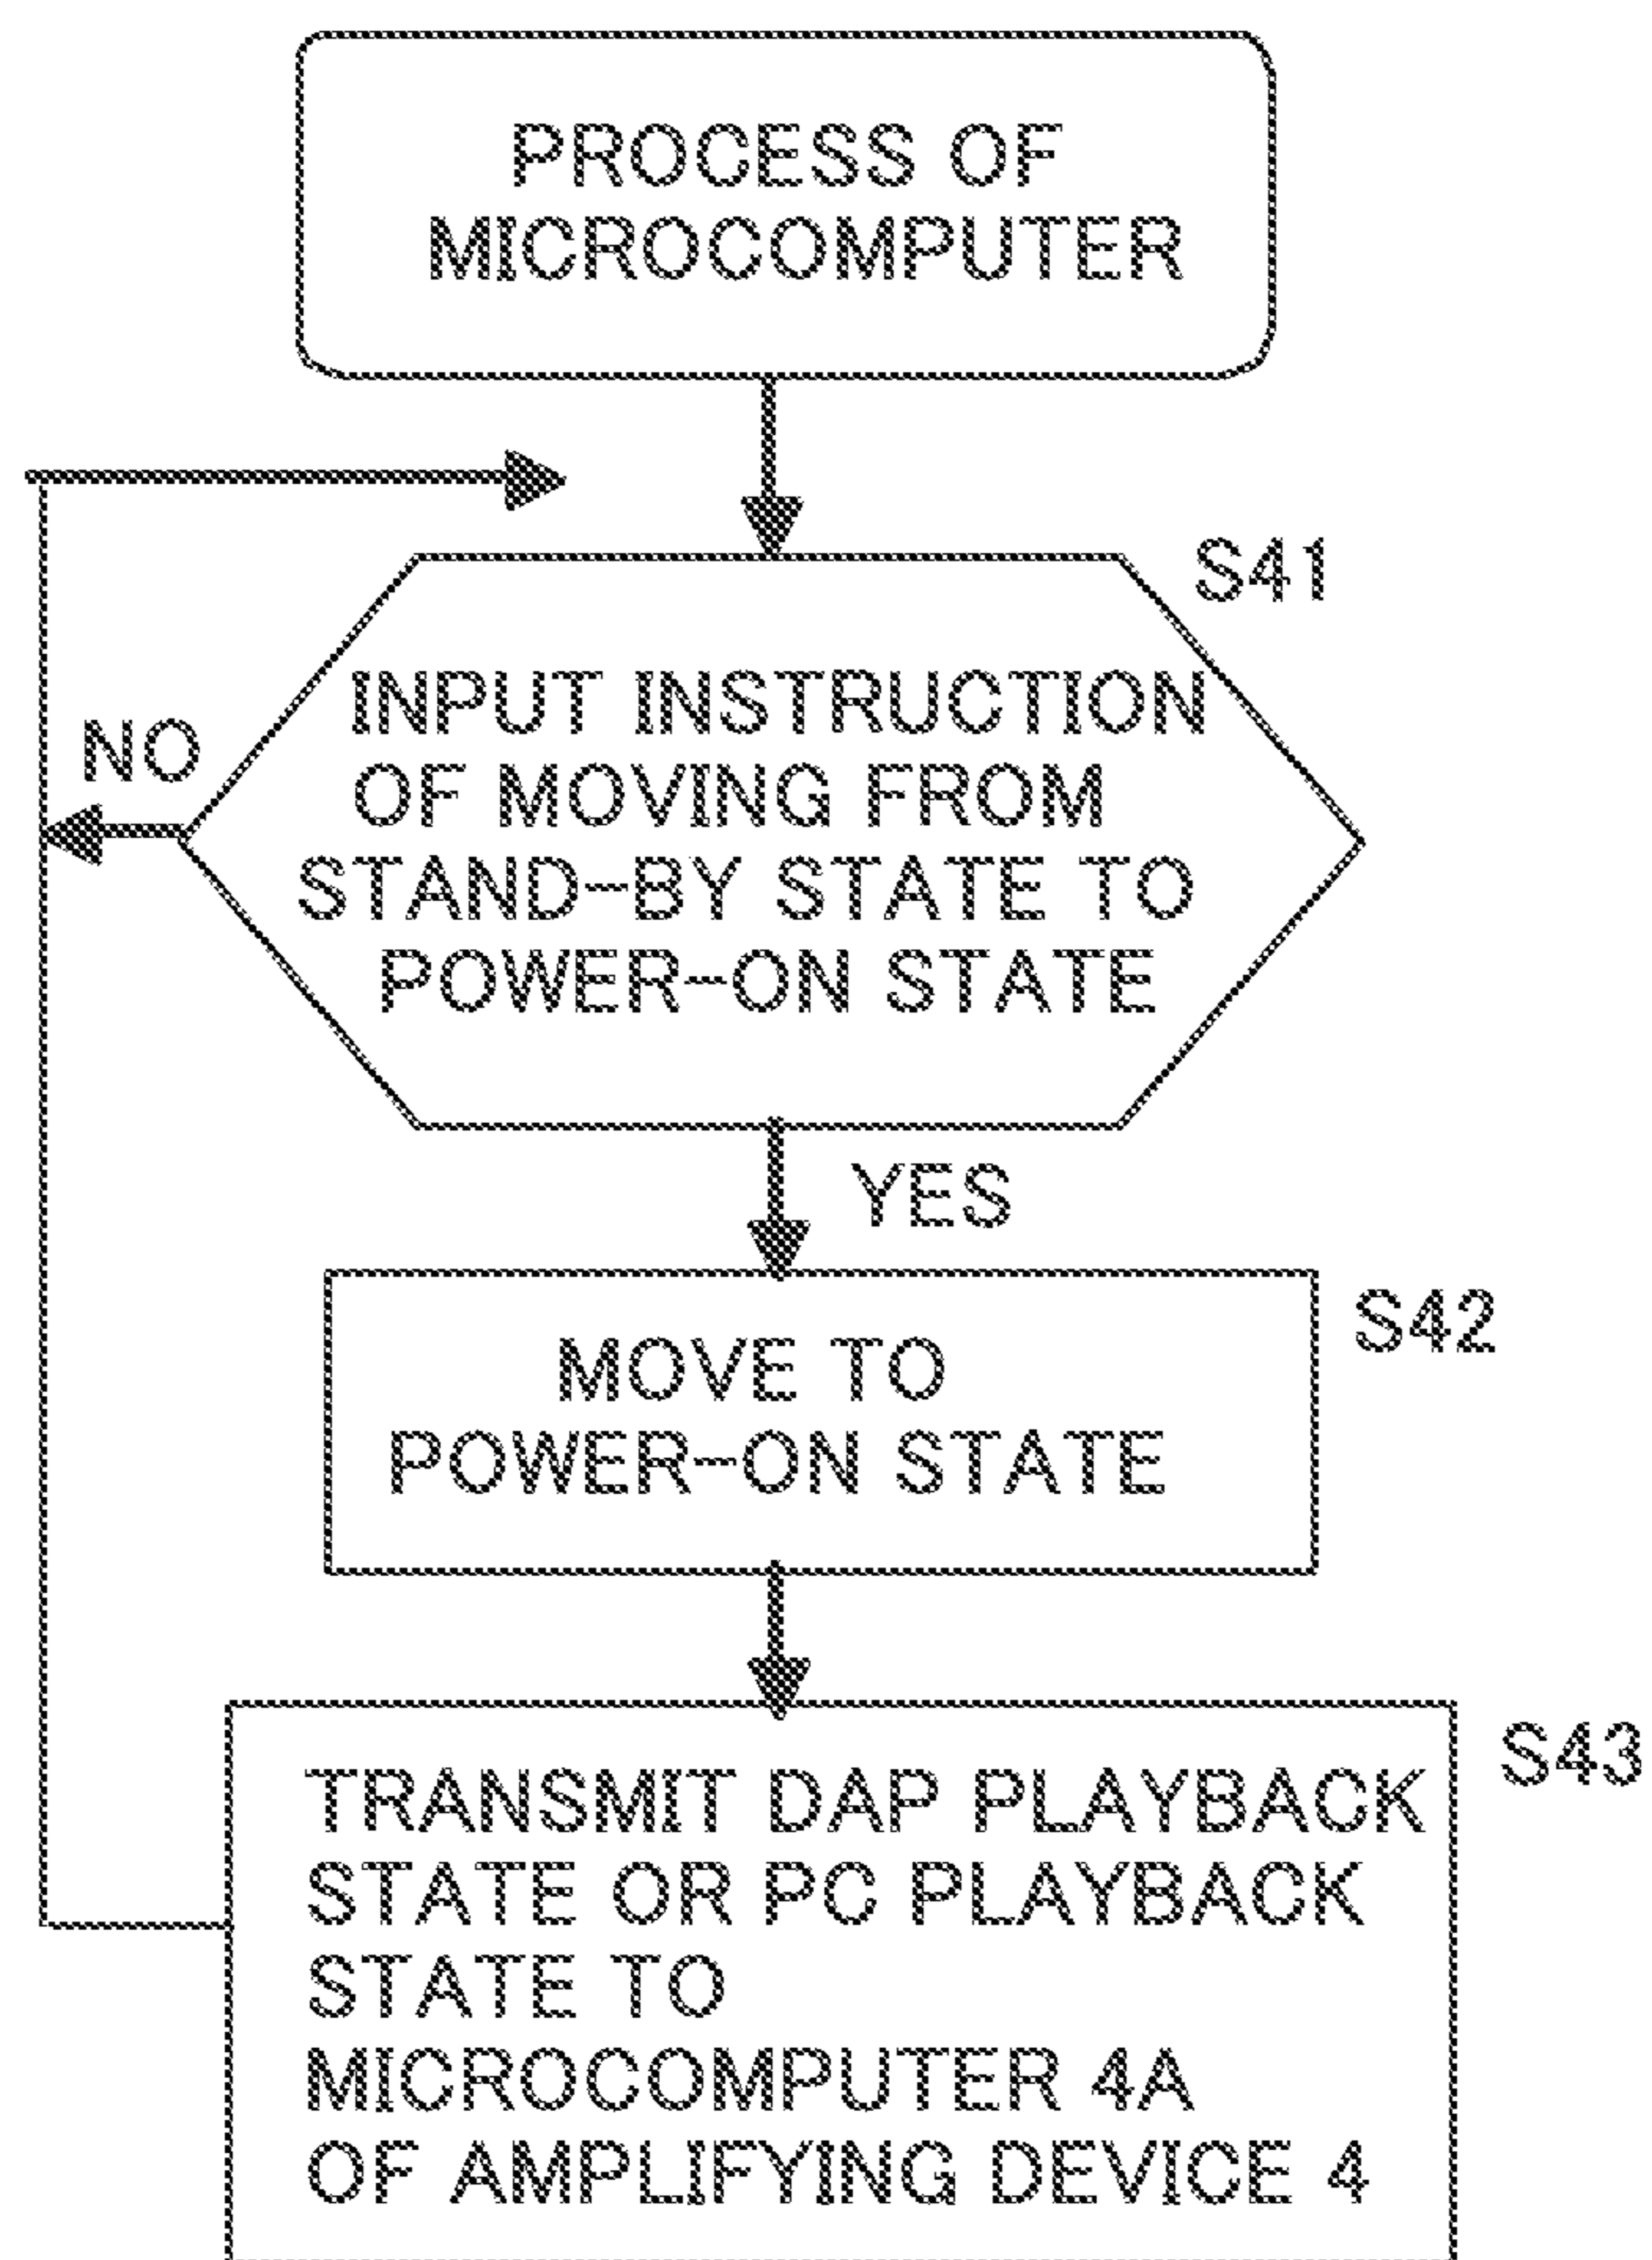 PROCESS OF
MICROCOMPUTER
S41
INPUT INSTRUCTION
OF MOVING FROM
STAND-BY STATE TO
POWER-ON STATE
NO
YES
S42
MOVE TO
POWER-ON STATE
S43
TRANSMIT DAP PLAYBACK
STATE OR PC PLAYBACK
STATE TO
MICROCOMPUTER 4A
OF AMPLIFYING DEVICE 4